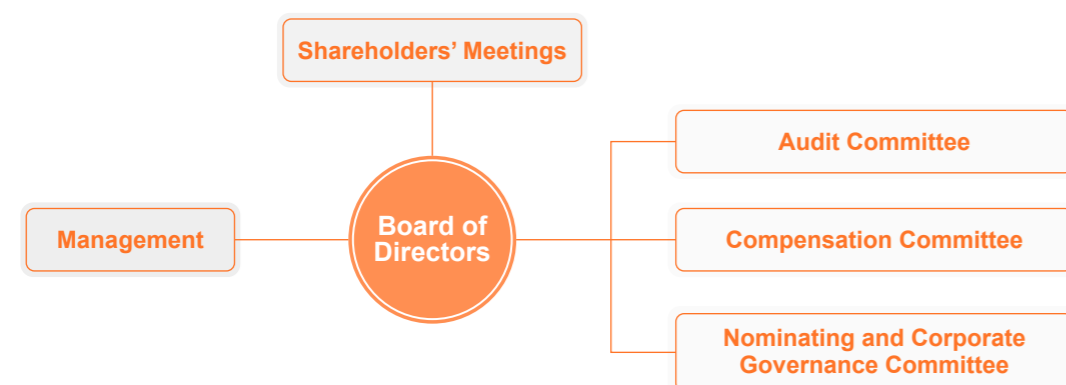 Shareholders’ Meetings
Audit Committee
Management
Board of
Directors
Compensation Committee
Nominating and Corporate
Governance Committee